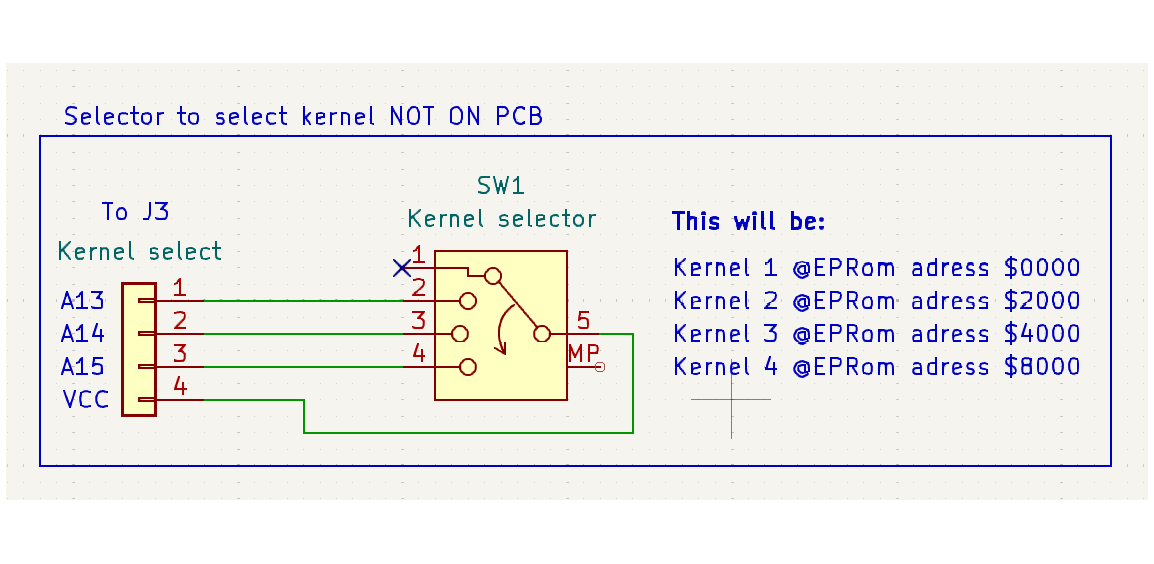 Selector to select kernel NOT ON PCB
To J3
Kernel select
A13 1
A14 2
A15 3
VCC 4
SW1
Kernel selector
1
2
3
4
5
MP
This will be:
Kernel 1 @EPRom adress $0000
Kernel 2 @EPRom adress $2000
Kernel 3 @EPRom adress $4000
Kernel 4 @EPRom adress $8000